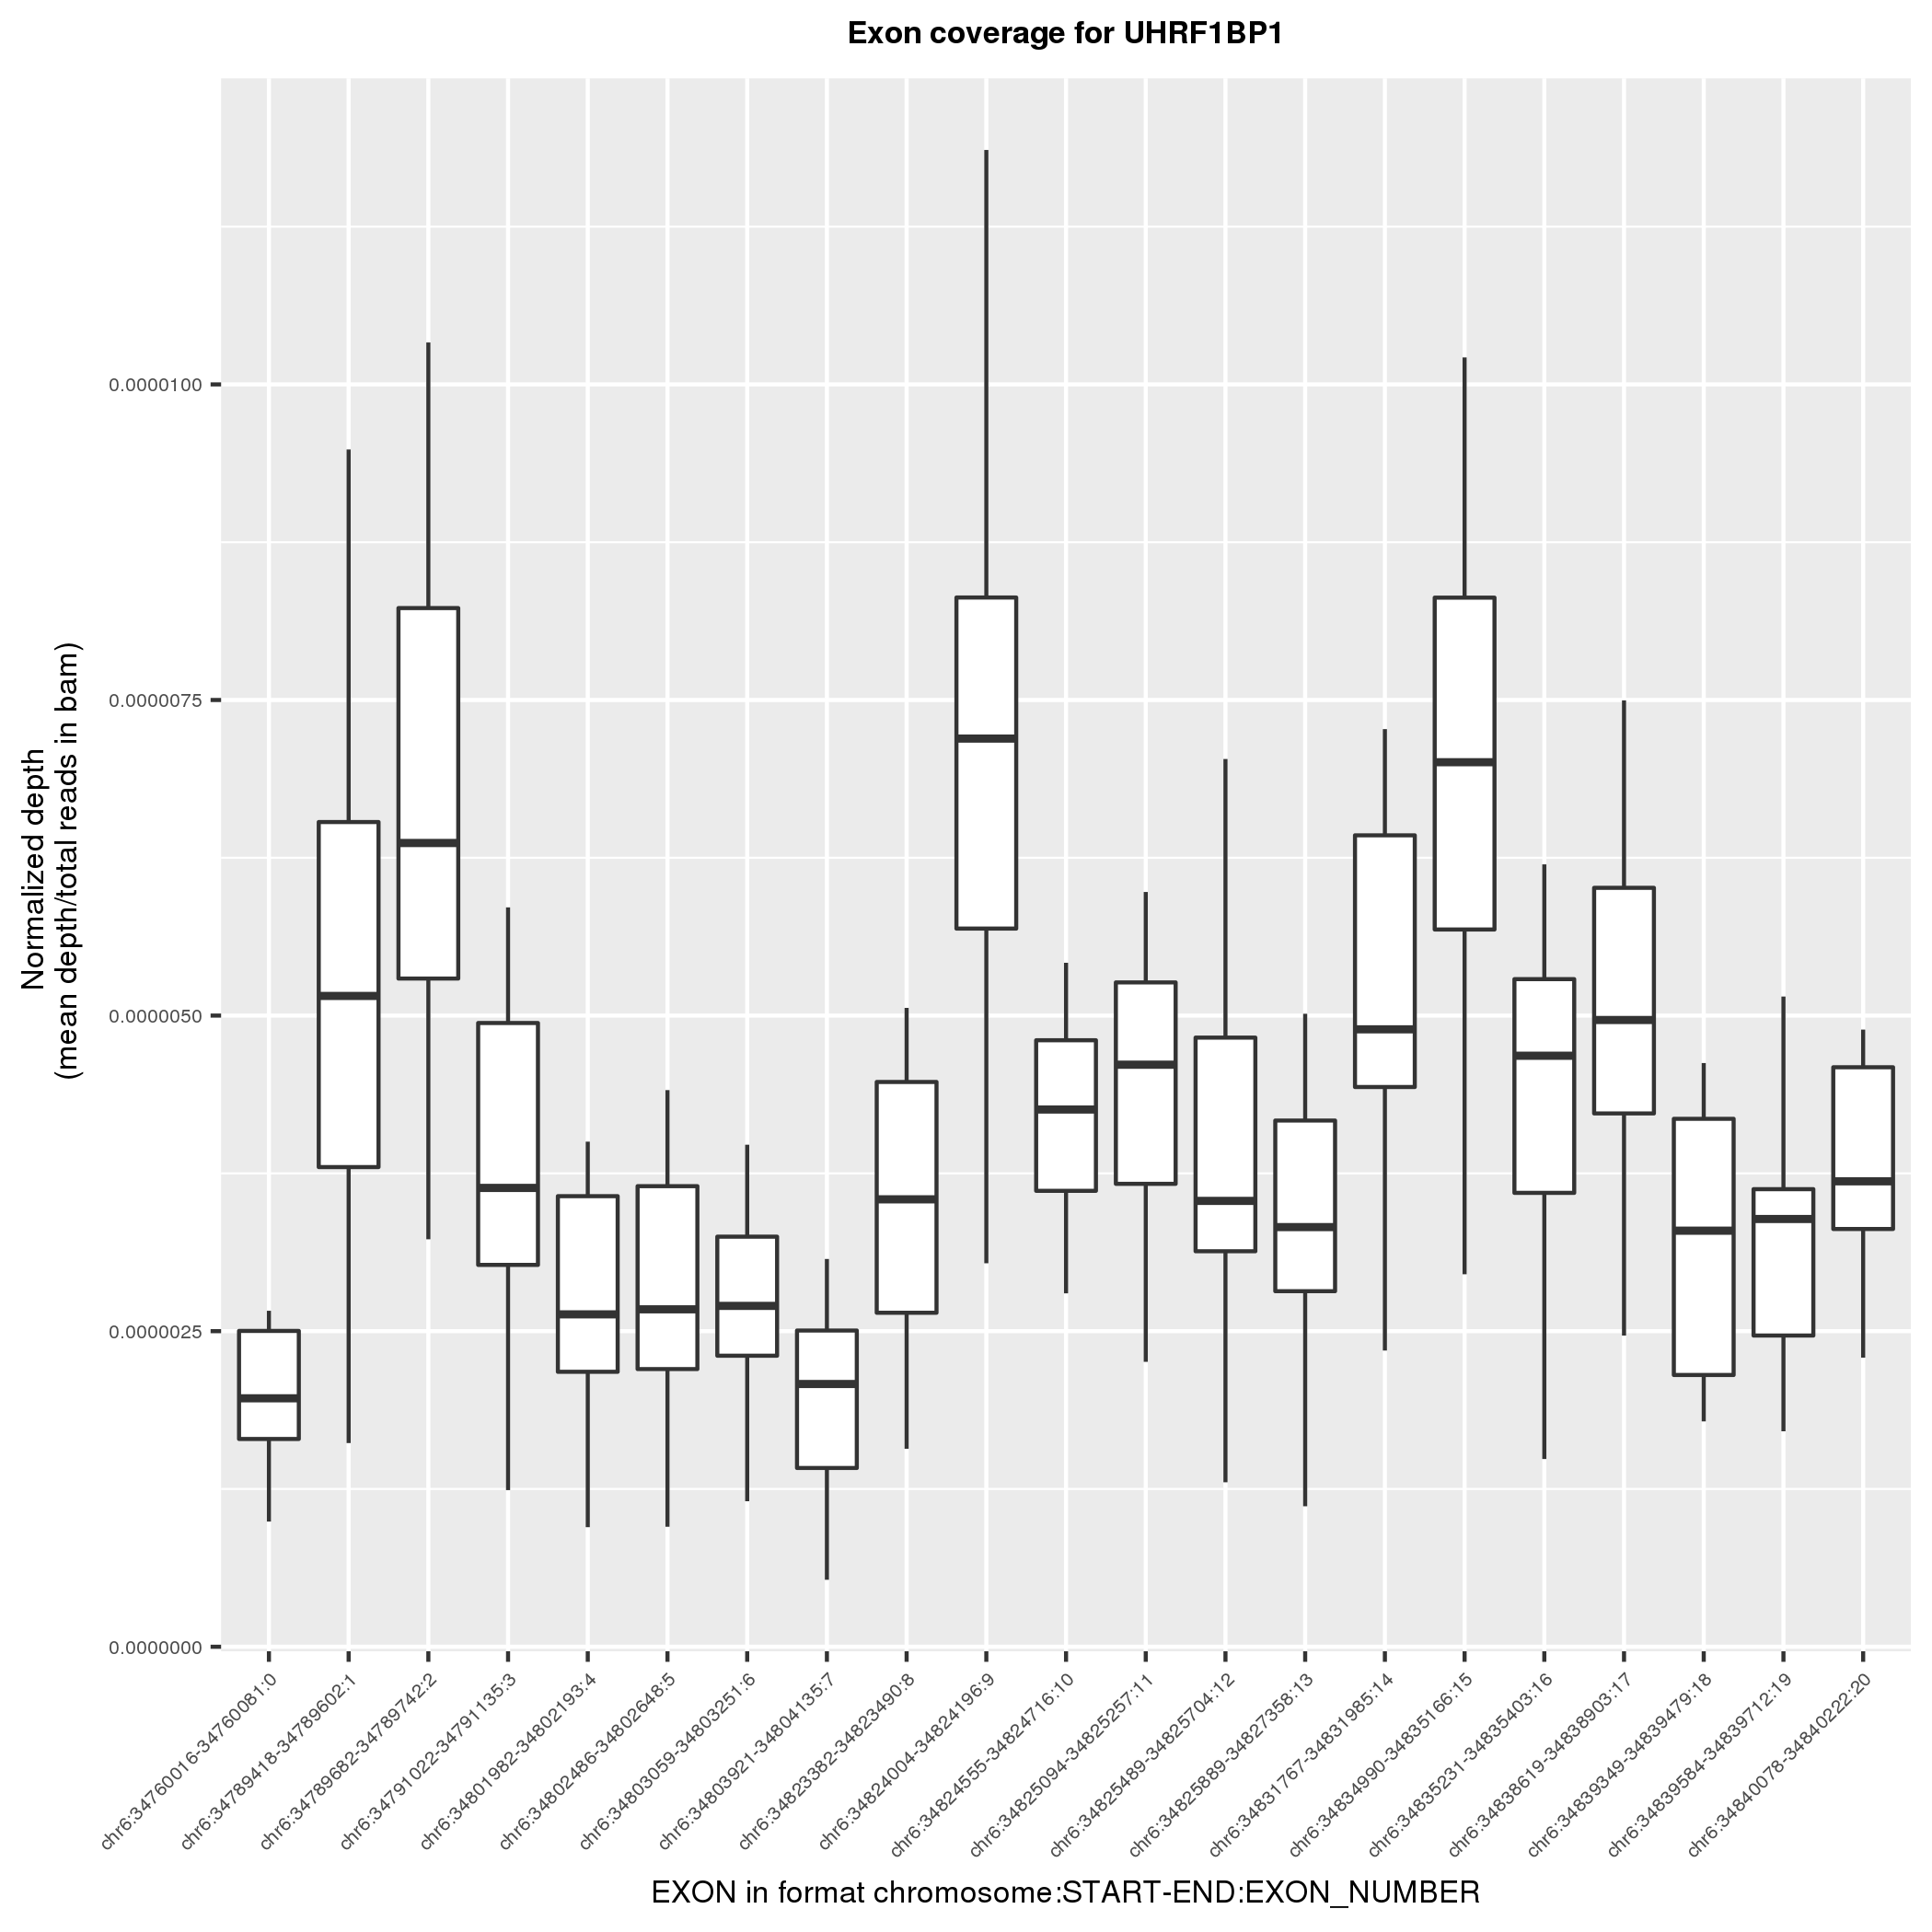 Exon coverage for UHRF1BP1
Normalized depth
(mean depth/total reads in bam)
0.0000100
0.0000075
0.0000050
0.0000025
0.0000000
chr6:34760016-34760081:0
chr6:34789418-34789602:1
chr6:34789682-34789742:2
chr6:34791022-34791135:3
chr6:34801982-34802193:4
chr6:34802486-34802648:5
chr6:34803059-34803251:6
chr6:34803921-34804135:7
chr6:34823382-34823490:8
chr6:34824004-34824196:9
chr6:34824555-34824716:10
chr6:34825094-34825257:11
chr6:34825489-34825704:12
chr6:34825889-34827358:13
chr6:34831767-34831985:14
chr6:34834990-34835166:15
chr6:34835231-34835403:16
chr6:34838619-34838903:17
chr6:34839349-34839479:18
chr6:34839584-34839712:19
chr6:34840078-34840222:20
EXON in format chromosome:START-END:EXON_NUMBER